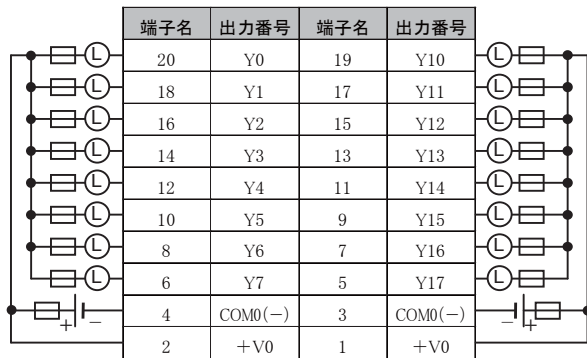 端子名 出力番号 端子名 出力番号
L 20 Y0 19 Y10 L
L 18 Y1 17 Y11 L
L 16 Y2 15 Y12 L
L 14 Y3 13 Y13 L
L 12 Y4 11 Y14 L
L 10 Y5 9 Y15 L
L 8 Y6 7 Y16 L
L 6 Y7 5 Y17 L
+ - 4 COM0(-) 3 COM0(-) - +
2 +V0 1 +V0